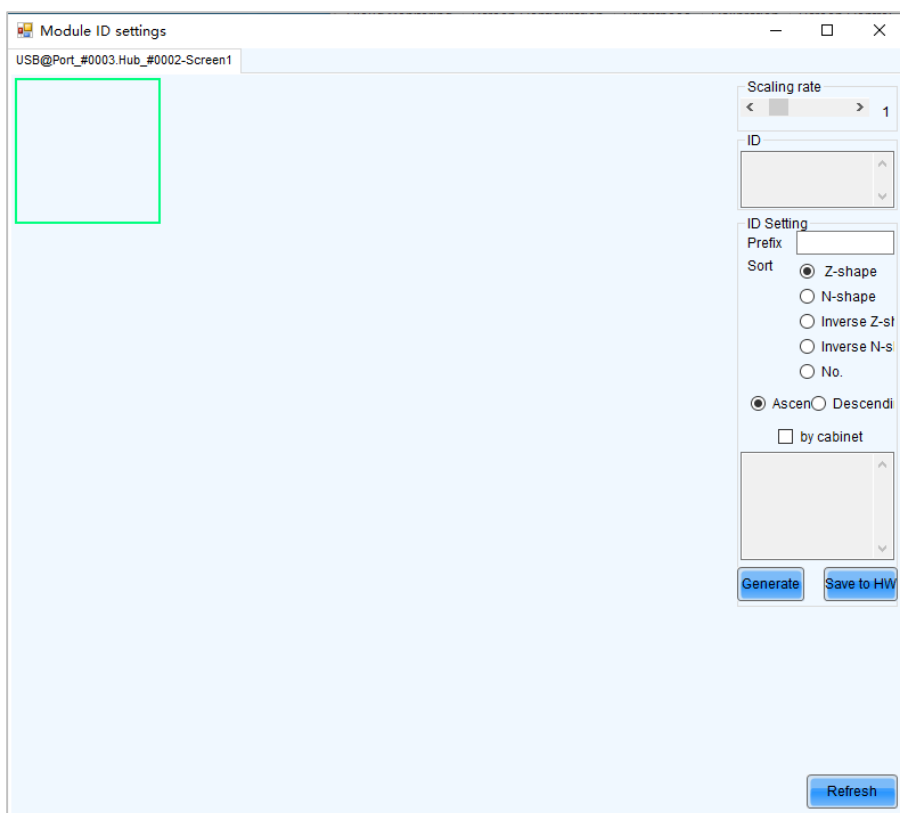 Module ID settings
USB@Port_#0003.Hub_#0002-Screen1
Scaling rate
1
ID
ID Setting
Prefix
Sort
Z-shape
N-shape
Inverse Z-sh
Inverse N-s
No.
Ascen
Descendi
by cabinet
Generate
Save to HW
Refresh